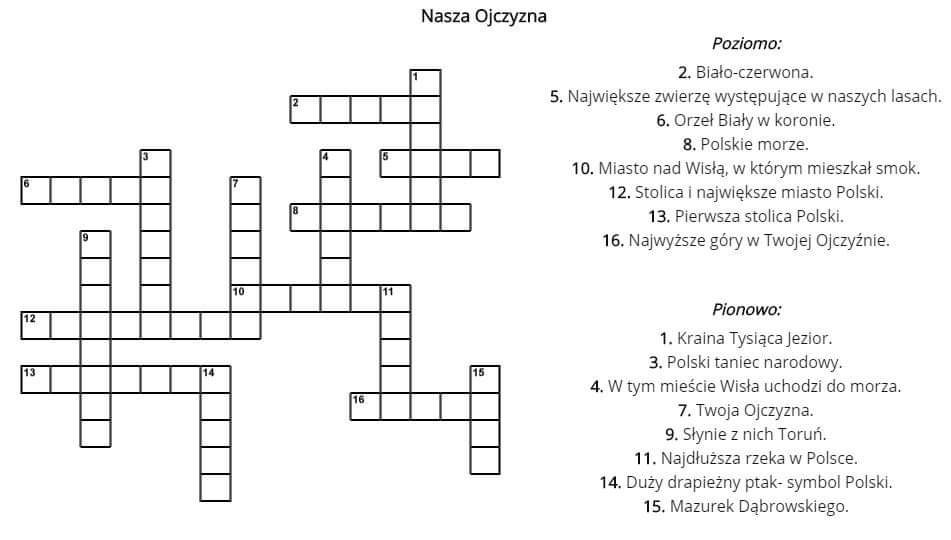 Nasza Ojczyzna
Poziomo:
2. Biało-czerwona.
5. Największe zwierzę występujące w naszych lasach.
6. Orzeł Biały w koronie.
8. Polskie morze.
10. Miasto nad Wisłą, w którym mieszkał smok.
12. Stolica i największe miasto Polski.
13. Pierwsza stolica Polski.
16. Najwyższe góry w Twojej Ojczyźnie.
Pionowo:
1. Kraina Tysiąca Jezior.
3. Polski taniec narodowy.
4. W tym mieście Wisła uchodzi do morza.
7. Twoja Ojczyzna.
9. Słynie z nich Toruń.
11. Najdłuższa rzeka w Polsce.
14. Duży drapieżny ptak- symbol Polski.
15. Mazurek Dąbrowskiego.
1
2
3
4
5
6
7
8
9
10
11
12
13
14
15
16